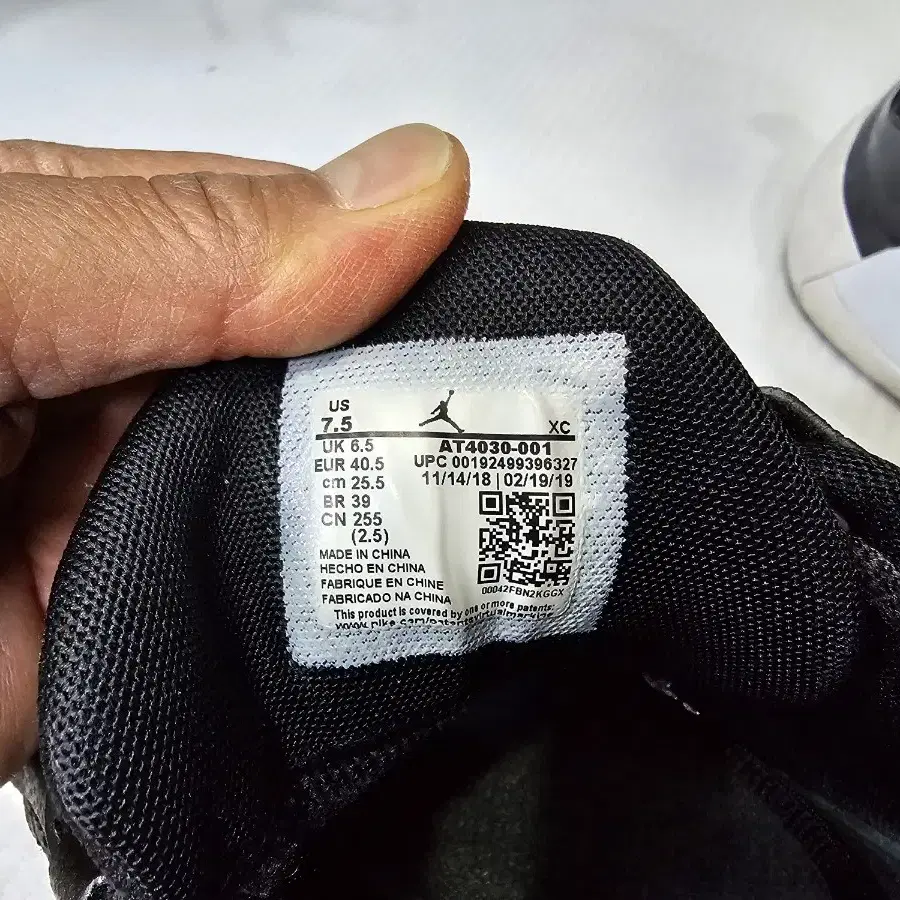 US
7.5 XC
UK 6.5 AT4030-001
EUR 40.5 UPC 00192499396327
cm 25.5 11/14/18 | 02/19/19
BR 39
CN 255
(2.5)
MADE IN CHINA
HECHO EN CHINA
FABRIQUE EN CHINE 00042FBN2KGGX
FABRICADO NA CHINA
This product is covered by one or more patents: